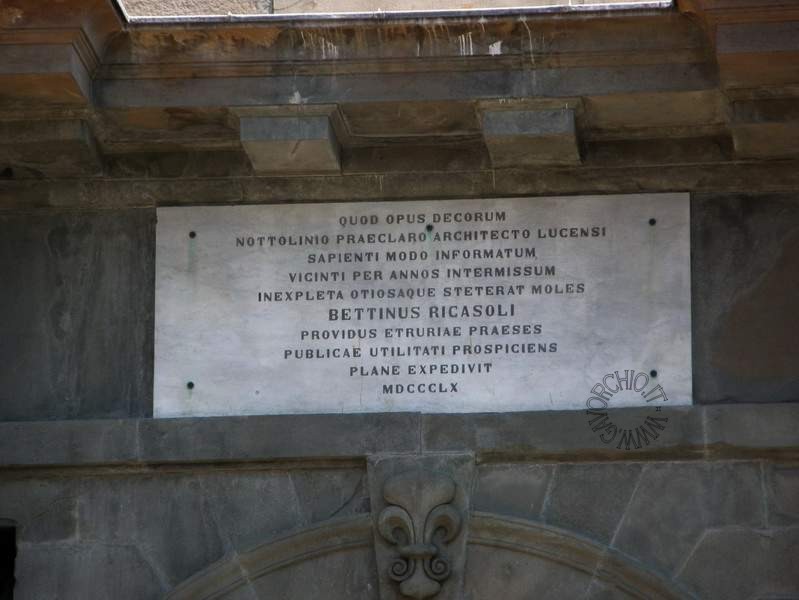 QUOD OPUS DECORUM
NOTTOLINIO PRAECLARO ARCHITECTO LUCENSI
SAPIENTI MODO INFORMATUM
VICINTI PER ANNOS INTERMISSUM
INEXPLETA OTIOSAQUE STETERAT MOLES
BETTINUS RICASOLI
PROVIDUS ETRURIAE PRAESES
PUBLICAE UTILITATI PROSPICIENS
PLANE EXPEDIVIT
MDCCCLX
WWW.GAVORCHIO.IT